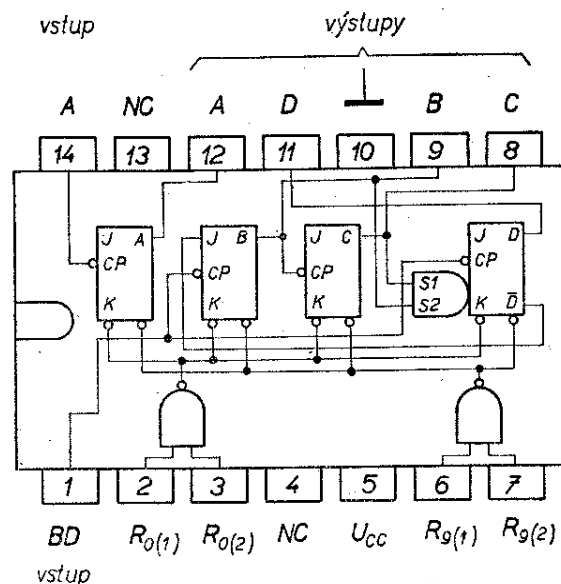 vstup výstupy
A NC A D B C
14 13 12 11 10 9 8
J A J B J C J D
CP CP CP CP
S1
K K K S2 K D̅
1 2 3 4 5 6 7
BD R0(1) R0(2) NC UCC R9(1) R9(2)
vstup